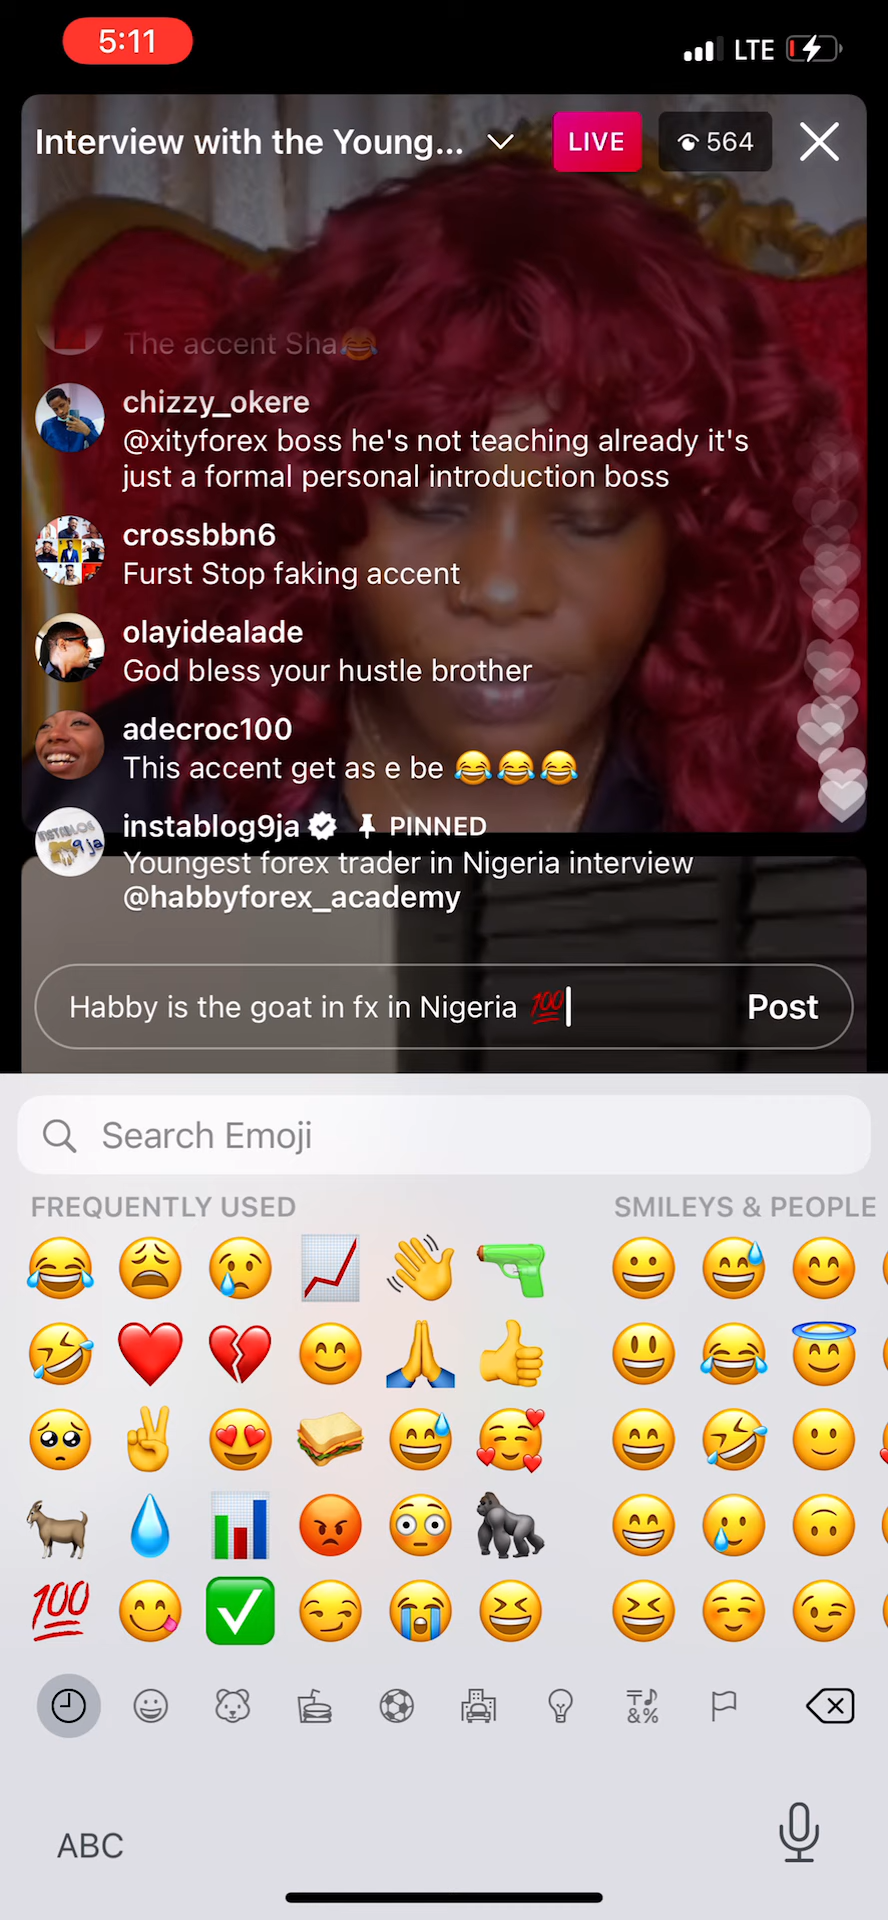 5:11
LTE
Interview with the Young...
LIVE
564
The accent Sha😂
chizzy_okere
@xityforex boss he's not teaching already it's
just a formal personal introduction boss
crossbbn6
Furst Stop faking accent
olayidealade
God bless your hustle brother
adecroc100
This accent get as e be 😂😂😂
instablog9ja PINNED
Youngest forex trader in Nigeria interview
@habbyforex_academy
Habby is the goat in fx in Nigeria 💯
Post
Search Emoji
FREQUENTLY USED
SMILEYS & PEOPLE
ABC